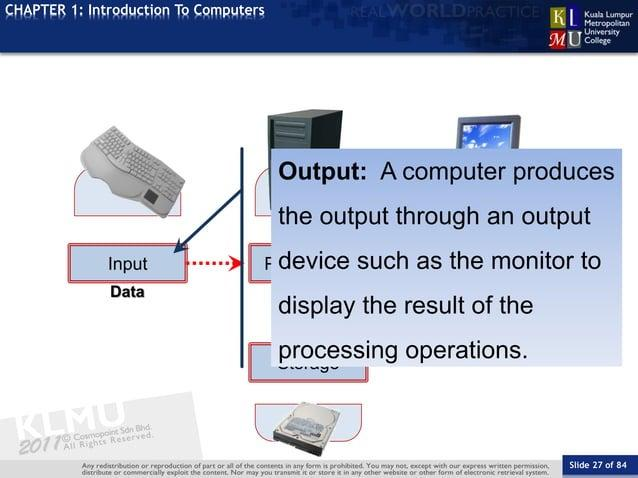 CHAPTER 1: Introduction To Computers
REALWORLDPRACTICE
KL
MU
Kuala Lumpur
Metropolitan
University
College
Output: A computer produces
the output through an output
device such as the monitor to
display the result of the
processing operations.
Input
Data
Storage
KLMU
2011 © Cosmopoint Sdn Bhd.
All Rights Reserved.
Any redistribution or reproduction of part or all of the contents in any form is prohibited. You may not, except with our express written permission,
distribute or commercially exploit the content. Nor may you transmit it or store it in any other website or other form of electronic retrieval system.
Slide 27 of 84